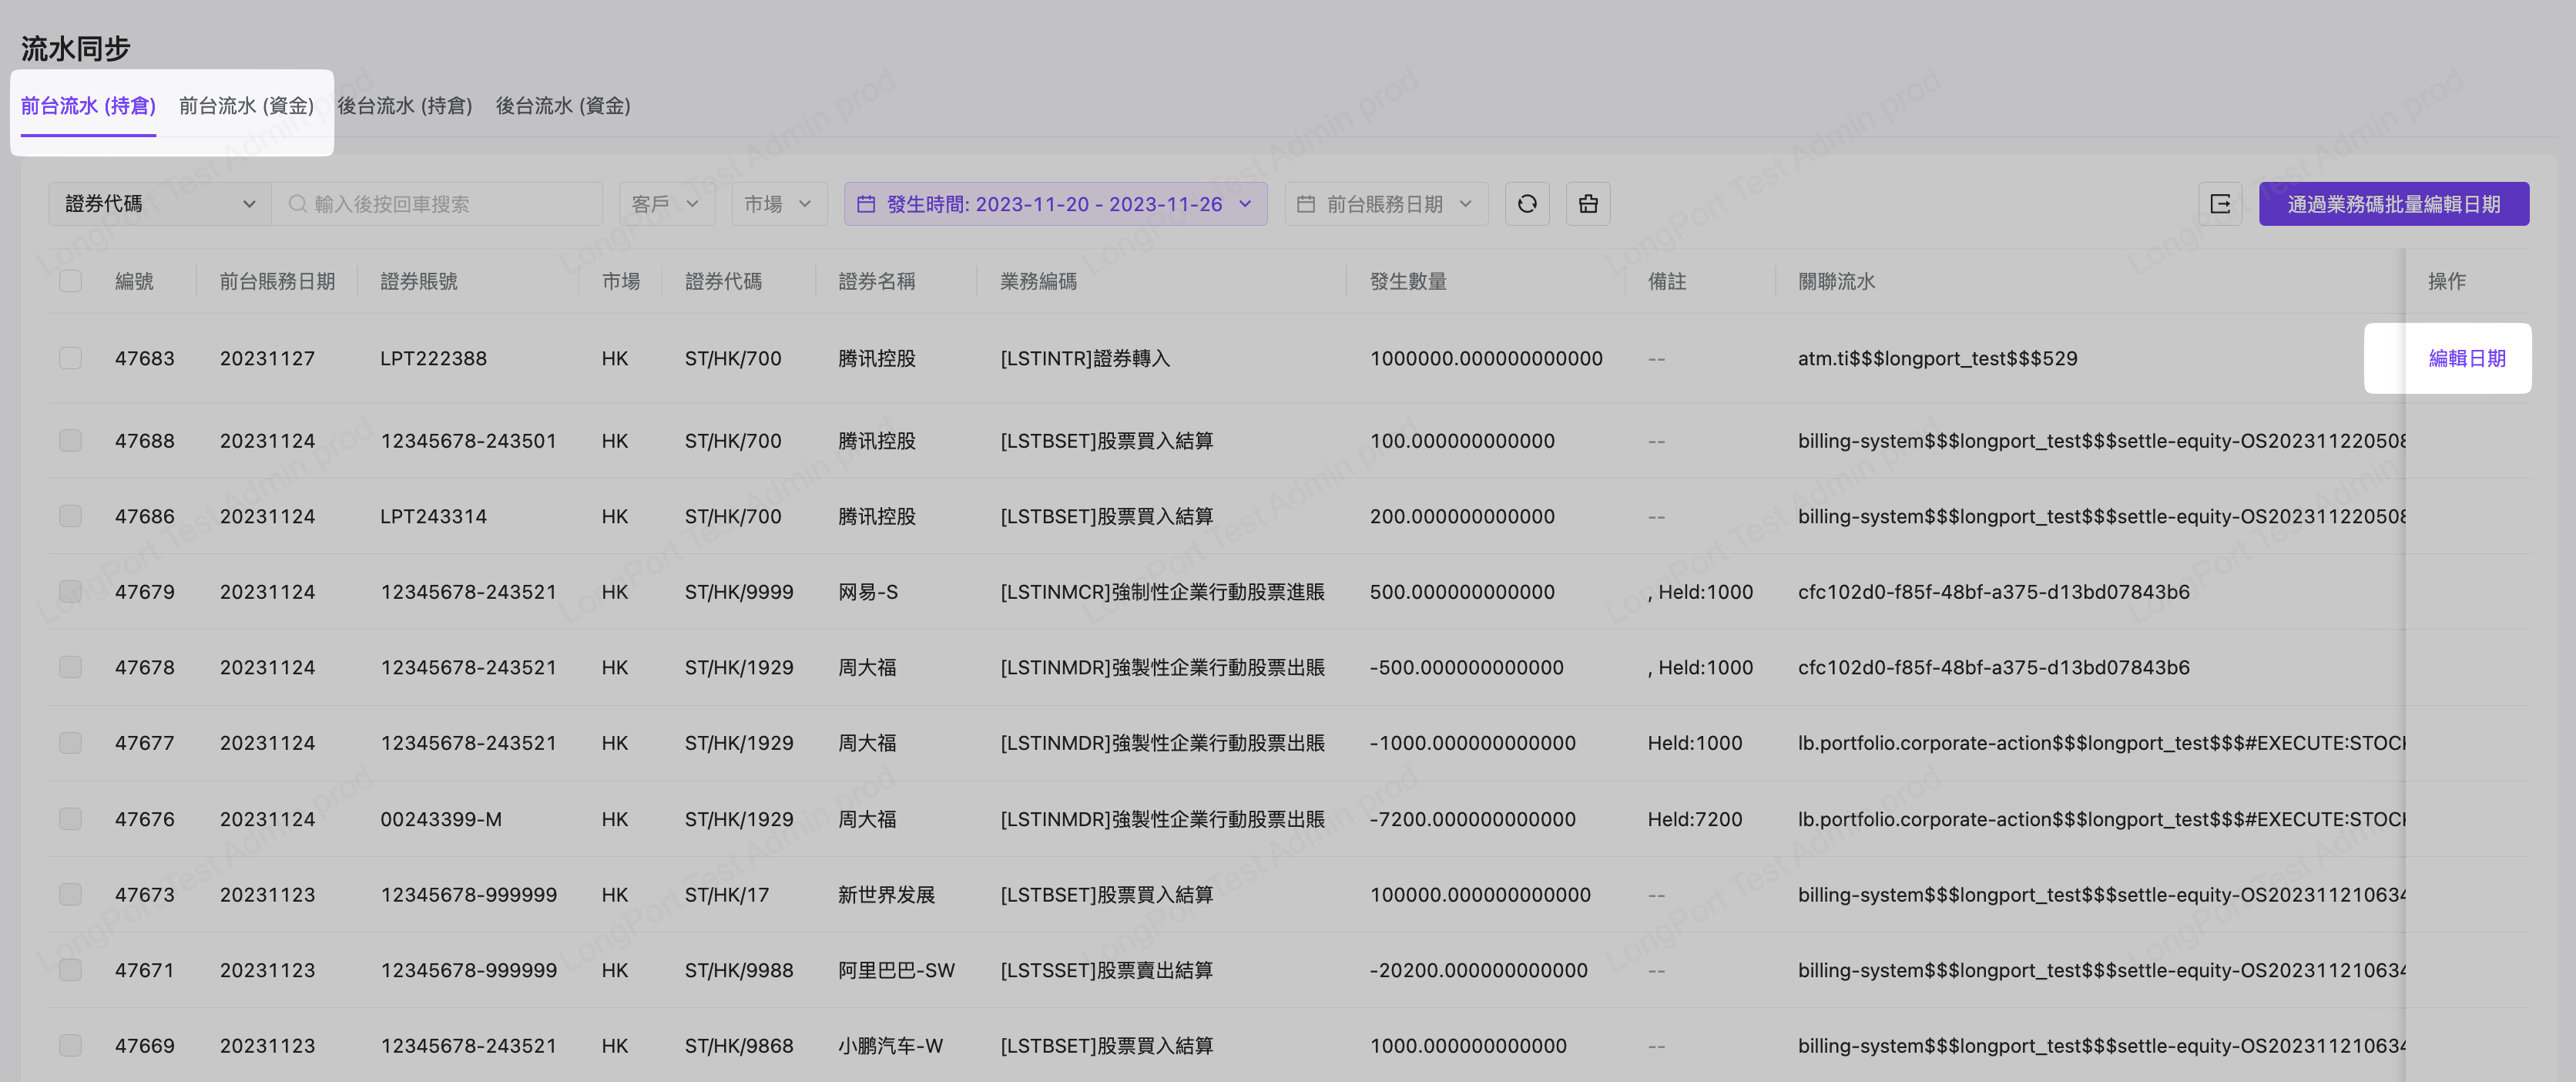 流水同步
前台流水 (持倉) 前台流水 (資金) 後台流水 (持倉) 後台流水 (資金)
證券代碼 輸入後按回車搜索 客戶 市場 發生時間: 2023-11-20 - 2023-11-26 前台賬務日期 通過業務碼批量編輯日期
編號 前台賬務日期 證券賬號 市場 證券代碼 證券名稱 業務編碼 發生數量 備註 關聯流水 操作
47683 20231127 LPT222388 HK ST/HK/700 腾讯控股 [LSTINTR]證券轉入 1000000.000000000000 -- atm.ti$$$longport_test$$$529 編輯日期
47688 20231124 12345678-243501 HK ST/HK/700 腾讯控股 [LSTBSET]股票買入結算 100.000000000000 -- billing-system$$$longport_test$$$settle-equity-OS202311220508
47686 20231124 LPT243314 HK ST/HK/700 腾讯控股 [LSTBSET]股票買入結算 200.000000000000 -- billing-system$$$longport_test$$$settle-equity-OS202311220508
47679 20231124 12345678-243521 HK ST/HK/9999 网易-S [LSTINMCR]強制性企業行動股票進賬 500.000000000000 , Held:1000 cfc102d0-f85f-48bf-a375-d13bd07843b6
47678 20231124 12345678-243521 HK ST/HK/1929 周大福 [LSTINMDR]強製性企業行動股票出賬 -500.000000000000 , Held:1000 cfc102d0-f85f-48bf-a375-d13bd07843b6
47677 20231124 12345678-243521 HK ST/HK/1929 周大福 [LSTINMDR]強製性企業行動股票出賬 -1000.000000000000 Held:1000 lb.portfolio.corporate-action$$$longport_test$$$#EXECUTE:STOCK
47676 20231124 00243399-M HK ST/HK/1929 周大福 [LSTINMDR]強製性企業行動股票出賬 -7200.000000000000 Held:7200 lb.portfolio.corporate-action$$$longport_test$$$#EXECUTE:STOCK
47673 20231123 12345678-999999 HK ST/HK/17 新世界发展 [LSTBSET]股票買入結算 100000.000000000000 -- billing-system$$$longport_test$$$settle-equity-OS202311210634
47671 20231123 12345678-999999 HK ST/HK/9988 阿里巴巴-SW [LSTSSET]股票賣出結算 -20200.000000000000 -- billing-system$$$longport_test$$$settle-equity-OS202311210634
47669 20231123 12345678-243521 HK ST/HK/9868 小鹏汽车-W [LSTBSET]股票買入結算 1000.000000000000 -- billing-system$$$longport_test$$$settle-equity-OS202311210634
LongPort Test Admin prod